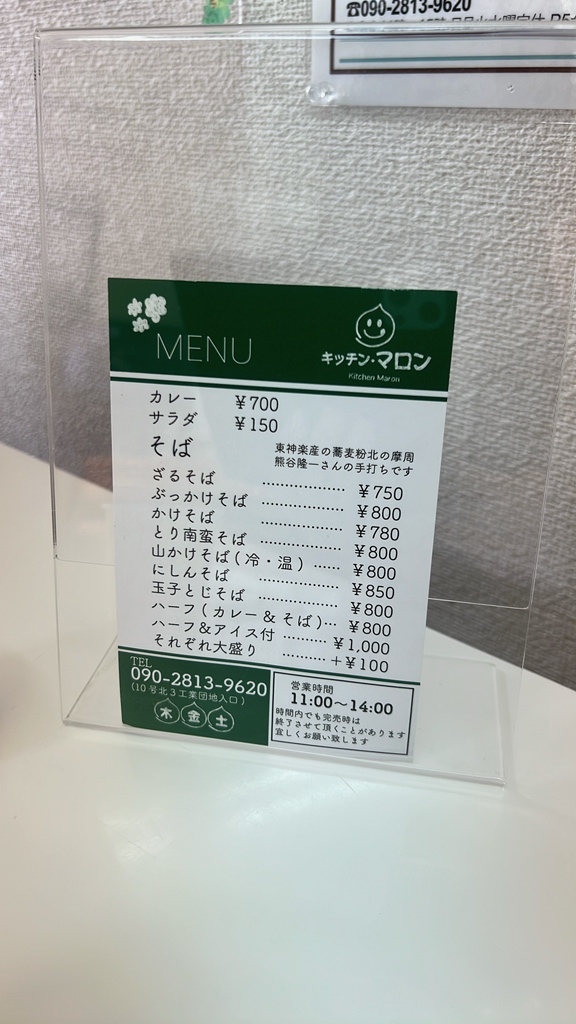 ☎090-2813-9620
MENU
キッチン・マロン
Kitchen Maron
カレー ¥700
サラダ ¥150
そば
東神楽産の蕎麦粉北の摩周
熊谷隆一さんの手打ちです
ざるそば ……………… ¥750
ぶっかけそば ……………… ¥800
かけそば ……………… ¥780
とり南蛮そば ……………… ¥800
山かけそば(冷・温) …… ¥800
にしんそば ……………… ¥850
玉子とじそば ……………… ¥800
ハーフ(カレー&そば)… ¥800
ハーフ&アイス付 ……… ¥1,000
それぞれ大盛り ……… +¥100
TEL
090-2813-9620
(10号北3工業団地入口)
木 金 土
営業時間
11:00〜14:00
時間内でも完売時は
終了させて頂くことがあります
宜しくお願い致します